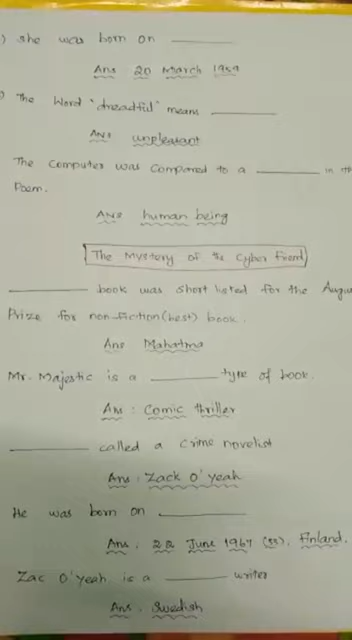 ) She was born on ________
Ans 20 March 1959
) The Word "dreadful" means ________
Ans unpleasant
The Computer was Compared to a ________ in the
Poem.
Ans human being
The Mystery of the Cyber friend
________ book was short listed for the Augus
Prize for non-fiction (best) book.
Ans Mahatma
Mr. Majestic is a ________ type of book.
Ans : Comic thriller
________ called a crime novelist
Ans : Zack O'yeah
He was born on ________
Ans . 22 June 1967 (53), Finland.
Zac O'yeah is a ________ writer
Ans . Swedish